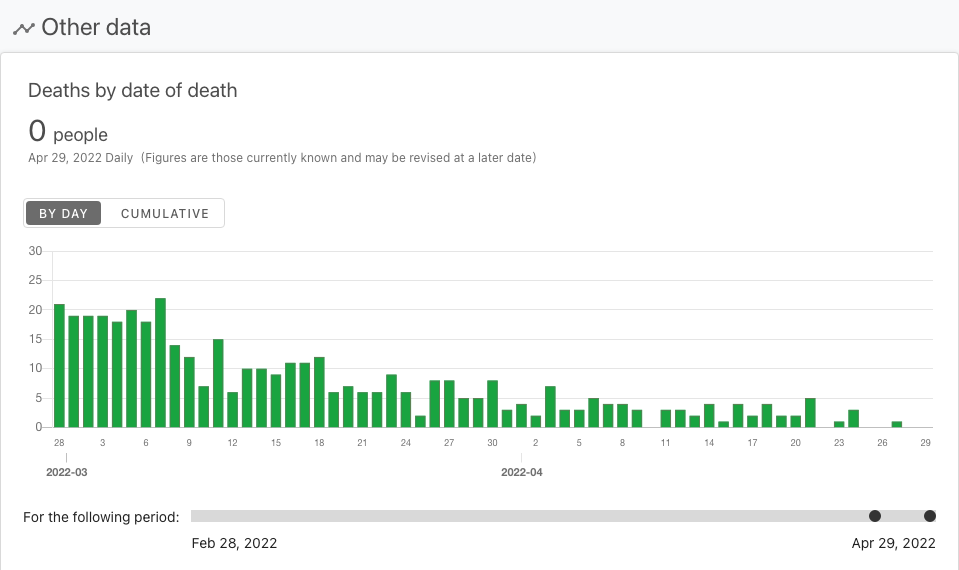 Other data
Deaths by date of death
0 people
Apr 29, 2022 Daily (Figures are those currently known and may be revised at a later date)
BY DAY CUMULATIVE
30
25
20
15
10
5
0
28 3 6 9 12 15 18 21 24 27 30 2 5 8 11 14 17 20 23 26 29
2022-03 2022-04
For the following period:
Feb 28, 2022 Apr 29, 2022